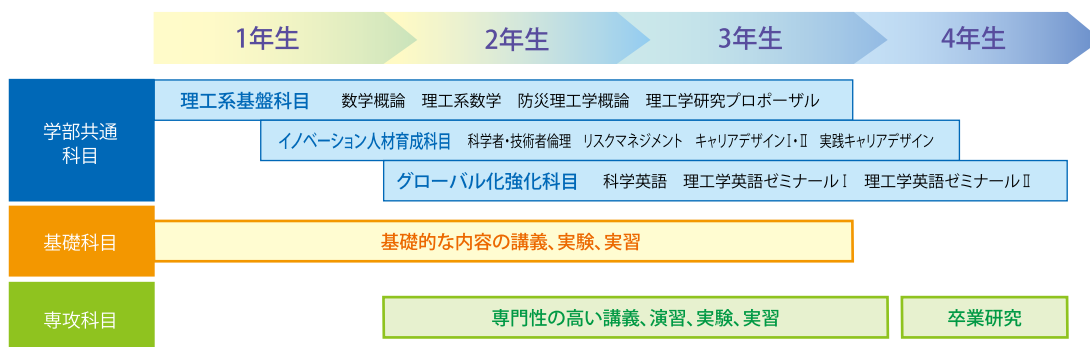 1年生 2年生 3年生 4年生
学部共通
科目
理工系基盤科目 数学概論 理工系数学 防災理工学概論 理工学研究プロポーザル
イノベーション人材育成科目 科学者・技術者倫理 リスクマネジメント キャリアデザインⅠ・Ⅱ 実践キャリアデザイン
グローバル化強化科目 科学英語 理工学英語ゼミナールⅠ 理工学英語ゼミナールⅡ
基礎科目
基礎的な内容の講義、実験、実習
専攻科目
専門性の高い講義、演習、実験、実習
卒業研究